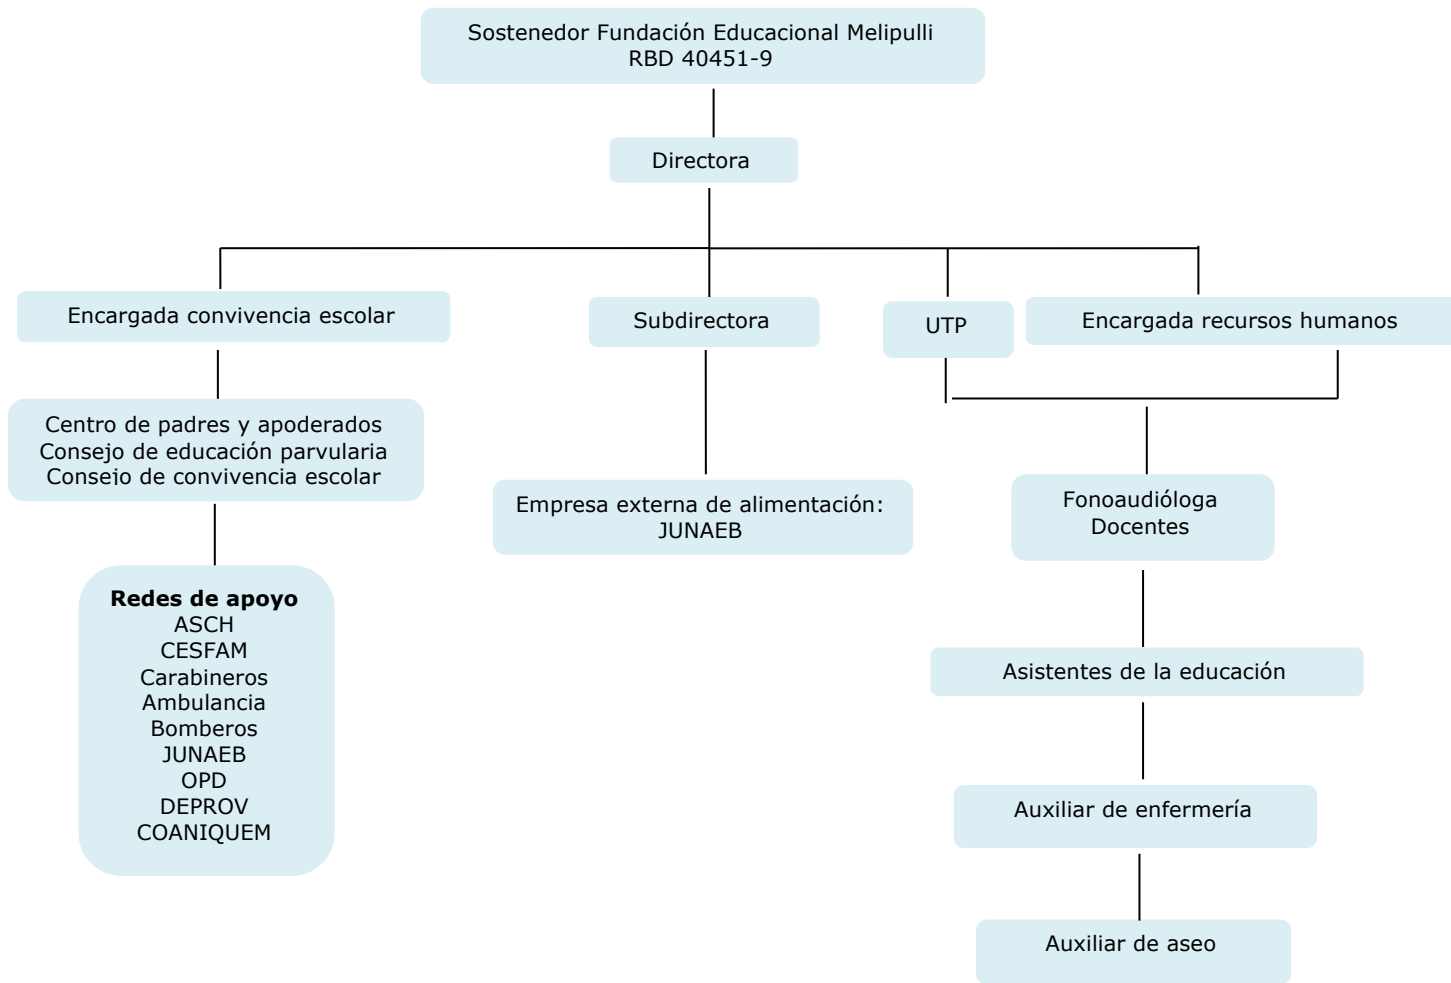 Sostenedor Fundación Educacional Melipulli
RBD 40451-9
Directora
Encargada convivencia escolar
Subdirectora
UTP
Encargada recursos humanos
Centro de padres y apoderados
Consejo de educación parvularia
Consejo de convivencia escolar
Empresa externa de alimentación:
JUNAEB
Fonoaudióloga
Docentes
Redes de apoyo
ASCH
CESFAM
Carabineros
Ambulancia
Bomberos
JUNAEB
OPD
DEPROV
COANIQUEM
Asistentes de la educación
Auxiliar de enfermería
Auxiliar de aseo